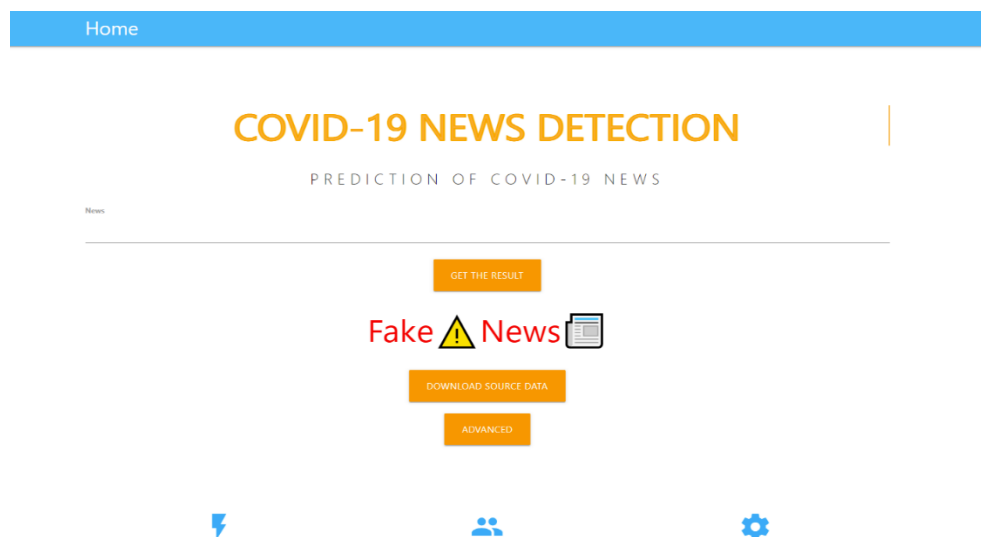 Home
COVID-19 NEWS DETECTION
PREDICTION OF COVID-19 NEWS
News
GET THE RESULT
Fake⚠️News📰
DOWNLOAD SOURCE DATA
ADVANCED